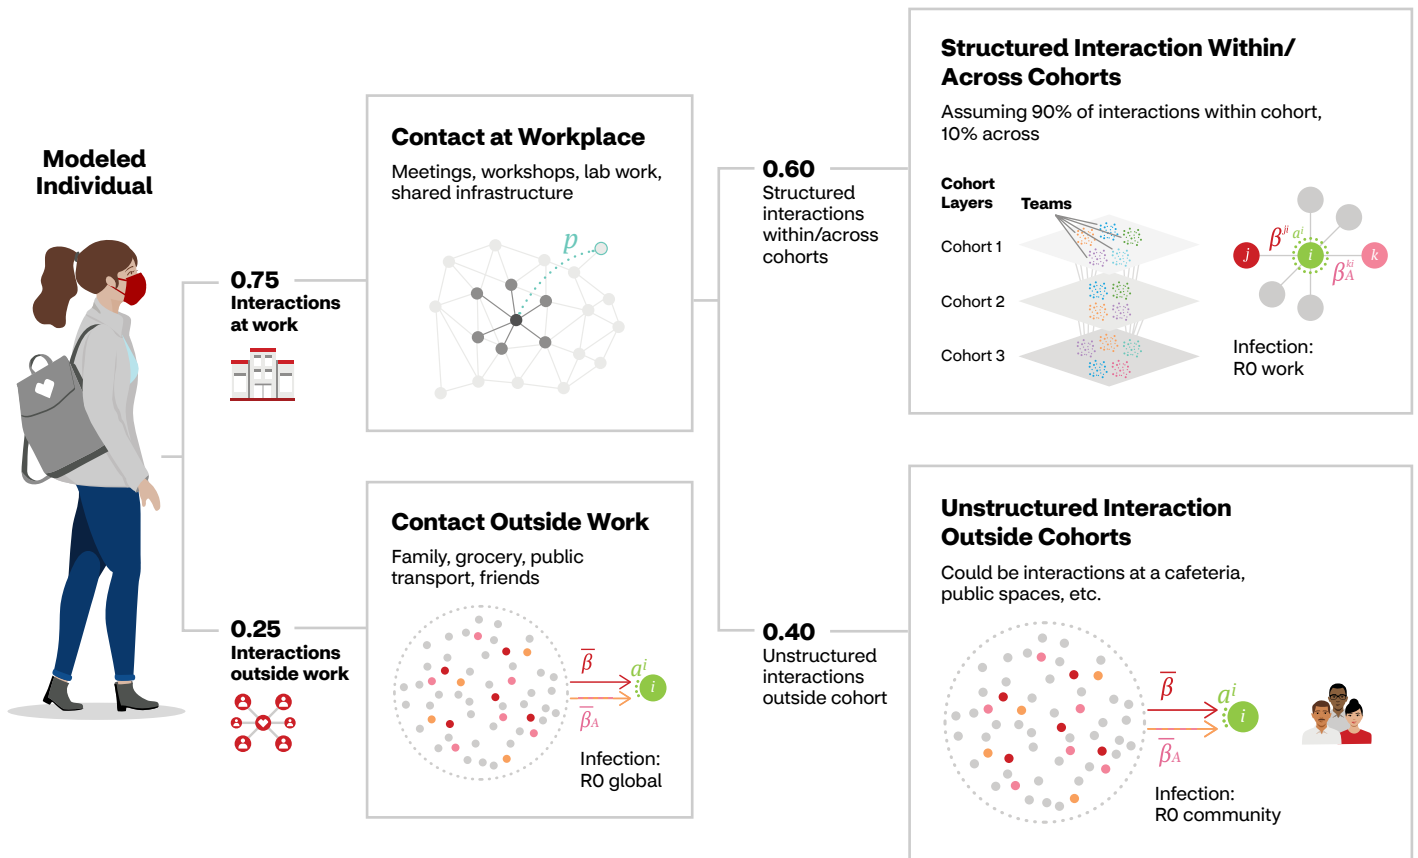 Modeled
Individual
0.75
Interactions
at work
0.25
Interactions
outside work
Contact at Workplace
Meetings, workshops, lab work,
shared infrastructure
p
Contact Outside Work
Family, grocery, public
transport, friends
β̅
β̅A
aⁱ
i
Infection:
R0 global
0.60
Structured
interactions
within/across
cohorts
0.40
Unstructured
interactions
outside cohort
Structured Interaction Within/
Across Cohorts
Assuming 90% of interactions within cohort,
10% across
Cohort
Layers
Teams
Cohort 1
Cohort 2
Cohort 3
j
βʲⁱ
aⁱ
i
β_A^{ki}
k
Infection:
R0 work
Unstructured Interaction
Outside Cohorts
Could be interactions at a cafeteria,
public spaces, etc.
β̅
β̅A
aⁱ
i
Infection:
R0 community